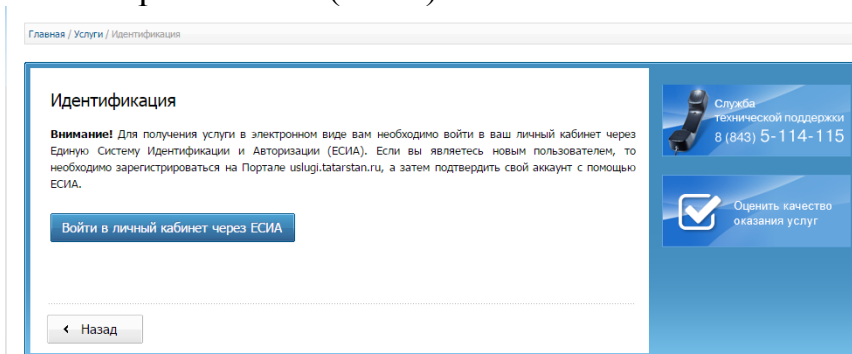 Главная / Услуги / Идентификация
Идентификация
Внимание! Для получения услуги в электронном виде вам необходимо войти в ваш личный кабинет через
Единую Систему Идентификации и Авторизации (ЕСИА). Если вы являетесь новым пользователем, то
необходимо зарегистрироваться на Портале uslugi.tatarstan.ru, а затем подтвердить свой аккаунт с помощью
ЕСИА.
Войти в личный кабинет через ЕСИА
Назад
Служба
технической поддержки
8 (843) 5-114-115
Оценить качество
оказания услуг